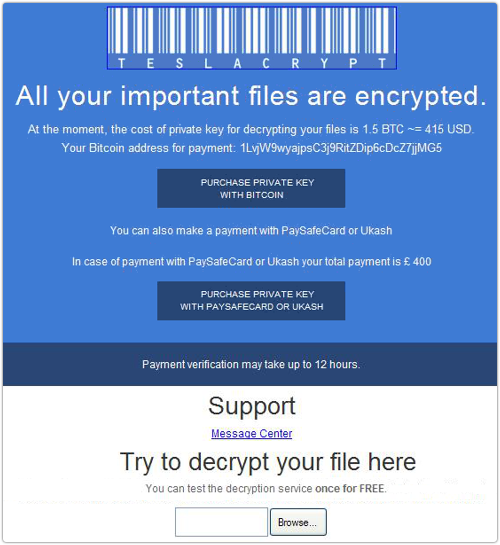 TESLACRYPT
All your important files are encrypted.
At the moment, the cost of private key for decrypting your files is 1.5 BTC ~= 415 USD.
Your Bitcoin address for payment: 1LvjW9wyajpsC3j9RitZDip6cDcZ7jjMG5
PURCHASE PRIVATE KEY
WITH BITCOIN
You can also make a payment with PaySafeCard or Ukash
In case of payment with PaySafeCard or Ukash your total payment is £ 400
PURCHASE PRIVATE KEY
WITH PAYSAFECARD OR UKASH
Payment verification may take up to 12 hours.
Support
Message Center
Try to decrypt your file here
You can test the decryption service once for FREE.
Browse...